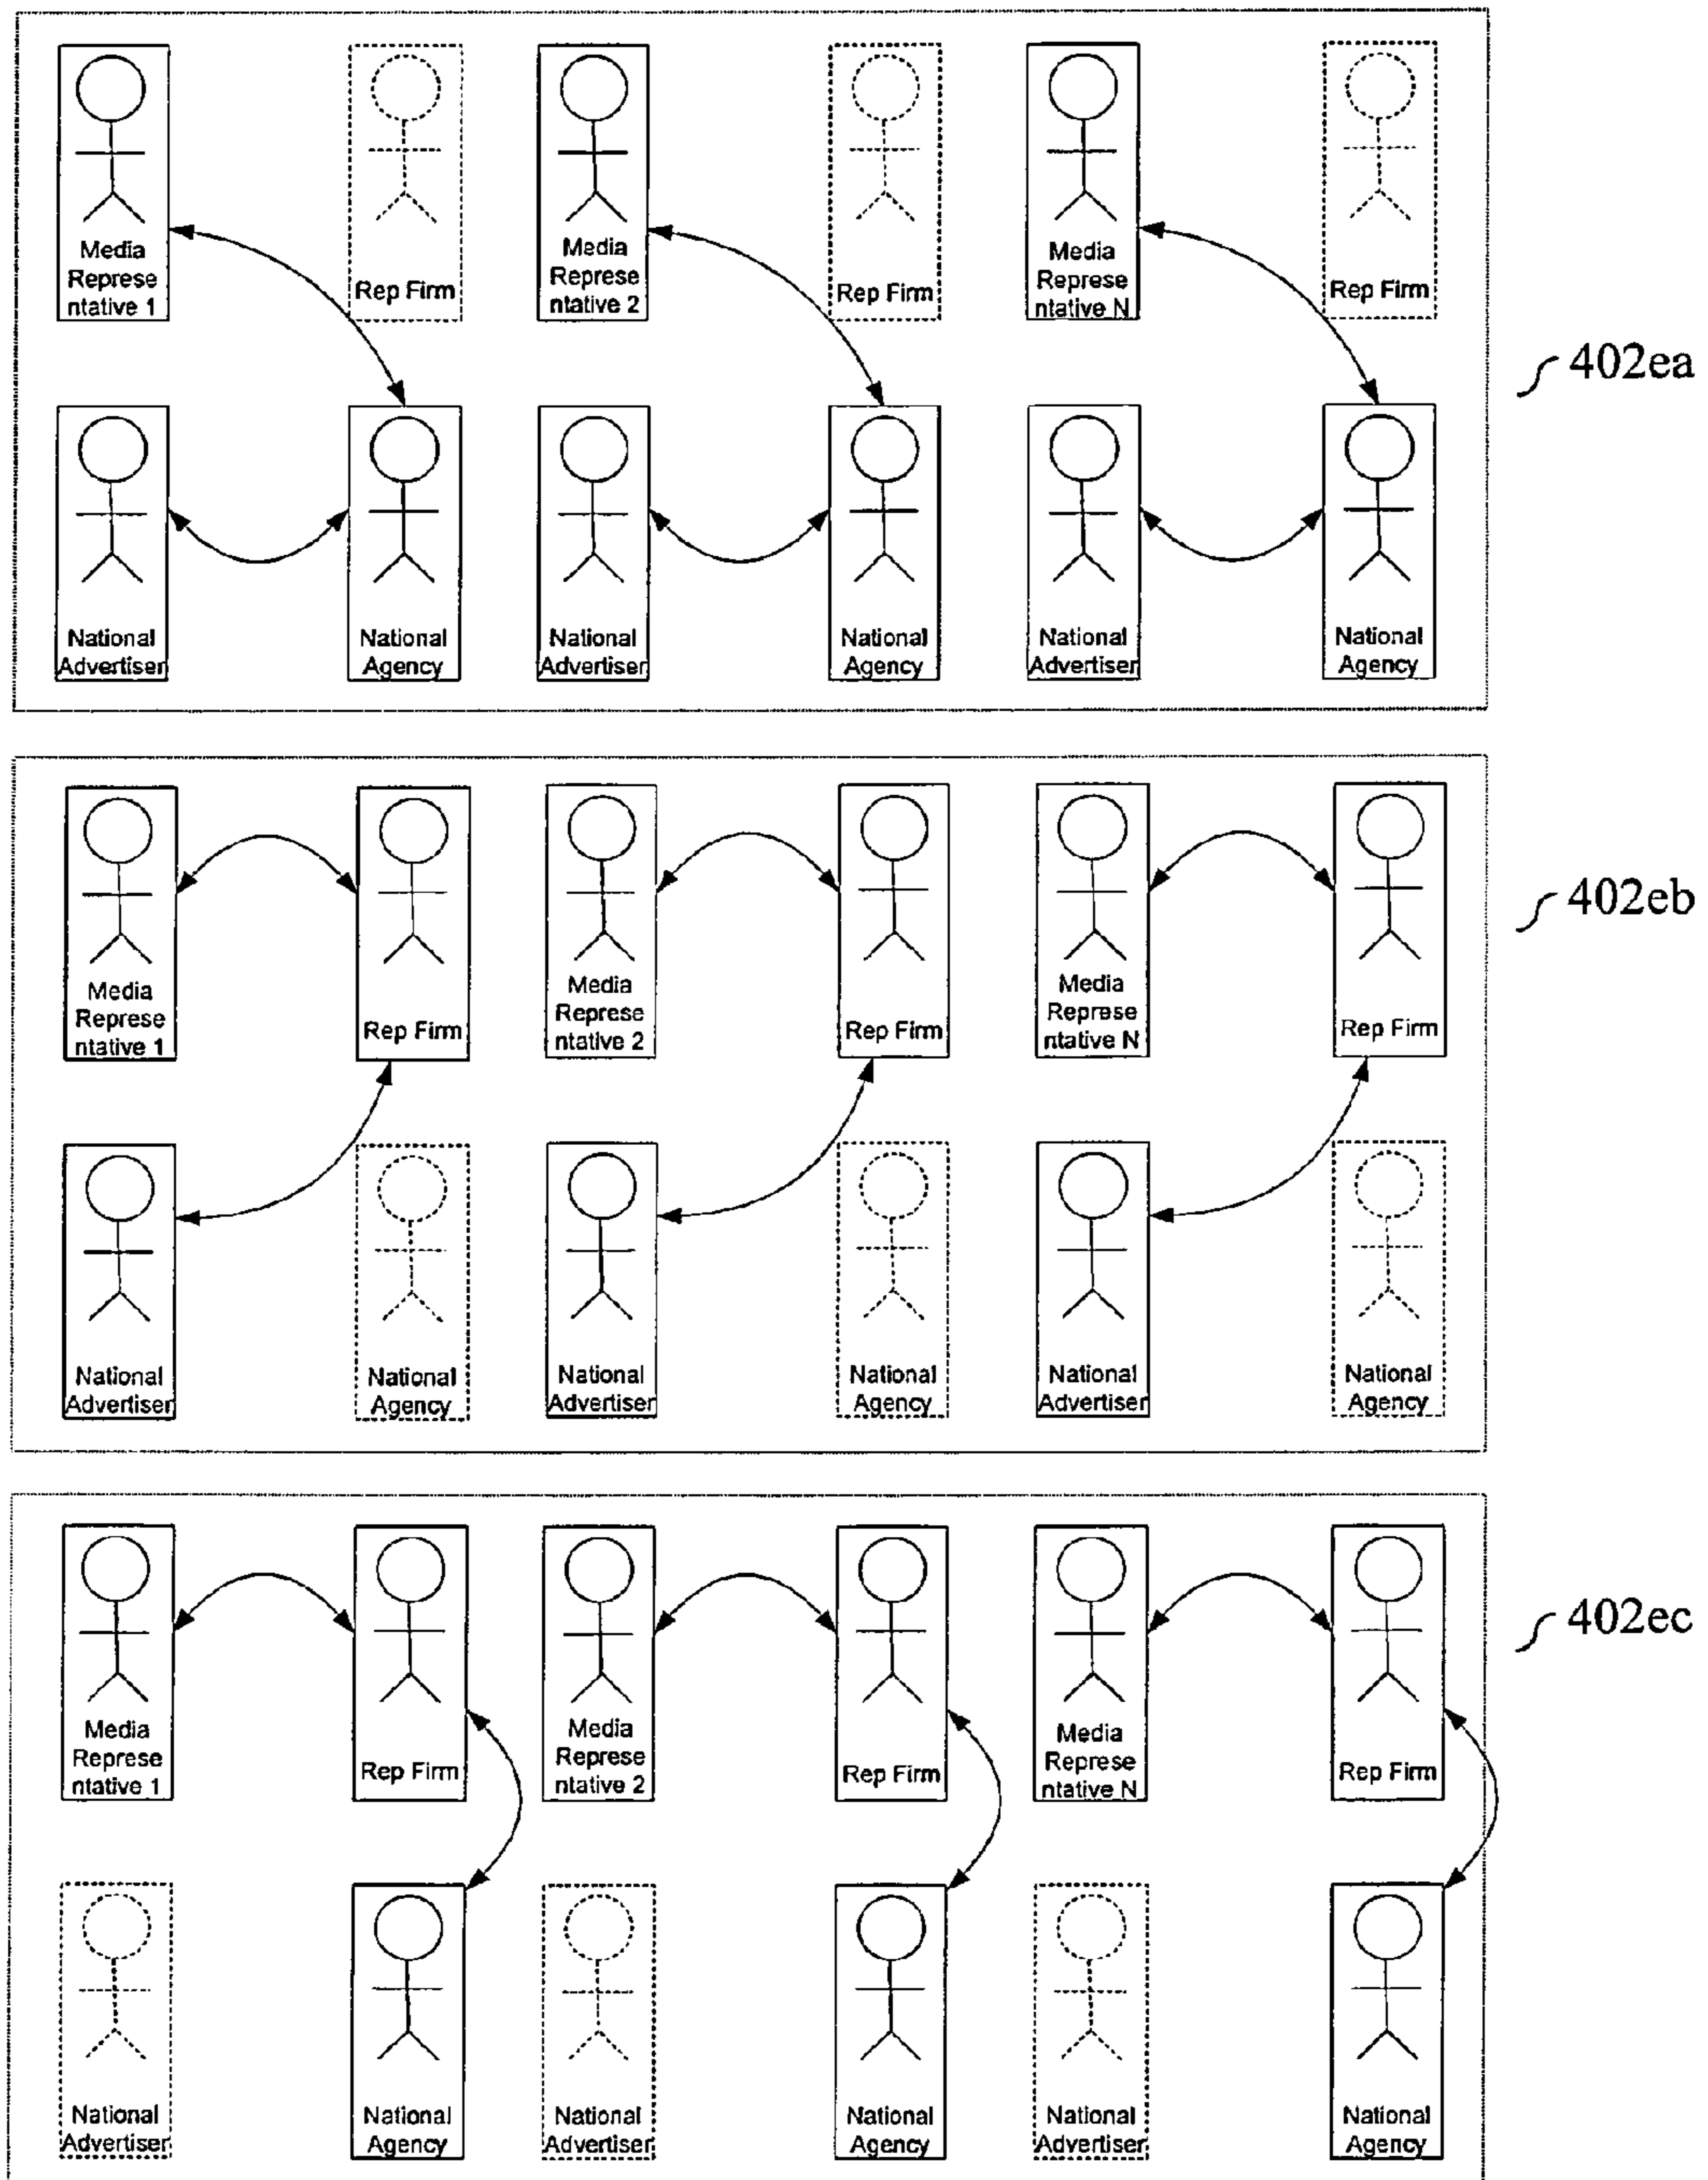 Media
Represe
ntative 1
Rep Firm
Media
Represe
ntative 2
Rep Firm
Media
Represe
ntative N
Rep Firm
402ea
National
Advertiser
National
Agency
National
Advertiser
National
Agency
National
Advertiser
National
Agency
402eb
Media
Represe
ntative 1
Rep Firm
Media
Represe
ntative 2
Rep Firm
Media
Represe
ntative N
Rep Firm
National
Advertiser
National
Agency
National
Advertiser
National
Agency
National
Advertiser
National
Agency
402ec
Media
Represe
ntative 1
Rep Firm
Media
Represe
ntative 2
Rep Firm
Media
Represe
ntative N
Rep Firm
National
Advertiser
National
Agency
National
Advertiser
National
Agency
National
Advertiser
National
Agency